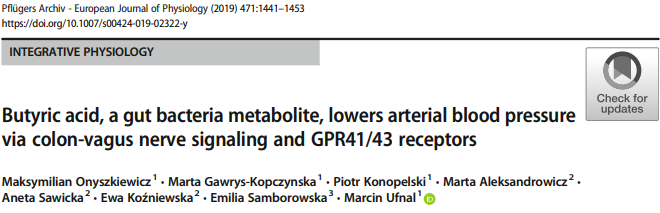 Pflügers Archiv - European Journal of Physiology (2019) 471:1441–1453
https://doi.org/10.1007/s00424-019-02322-y
INTEGRATIVE PHYSIOLOGY
Check for
updates
Butyric acid, a gut bacteria metabolite, lowers arterial blood pressure
via colon-vagus nerve signaling and GPR41/43 receptors
Maksymilian Onyszkiewicz1 · Marta Gawrys-Kopczynska1 · Piotr Konopelski1 · Marta Aleksandrowicz2 ·
Aneta Sawicka2 · Ewa Koźniewska2 · Emilia Samborowska3 · Marcin Ufnal1 iD